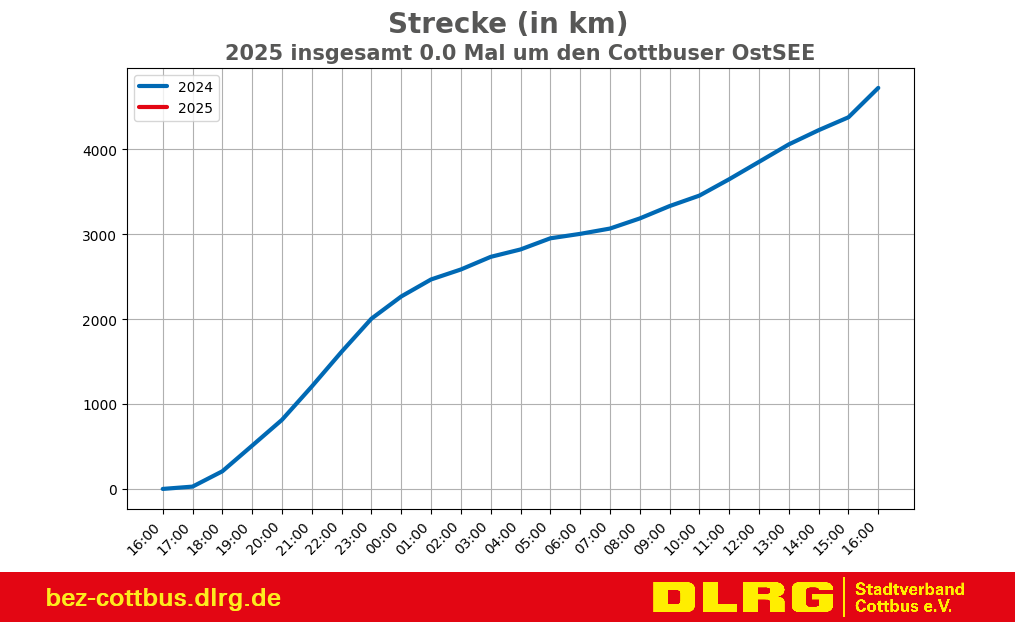 Strecke (in km)
2025 insgesamt 0.0 Mal um den Cottbuser OstSEE
2024
2025
4000
3000
2000
1000
0
16:00 17:00 18:00 19:00 20:00 21:00 22:00 23:00 00:00 01:00 02:00 03:00 04:00 05:00 06:00 07:00 08:00 09:00 10:00 11:00 12:00 13:00 14:00 15:00 16:00
bez-cottbus.dlrg.de
DLRG
Stadtverband
Cottbus e.V.